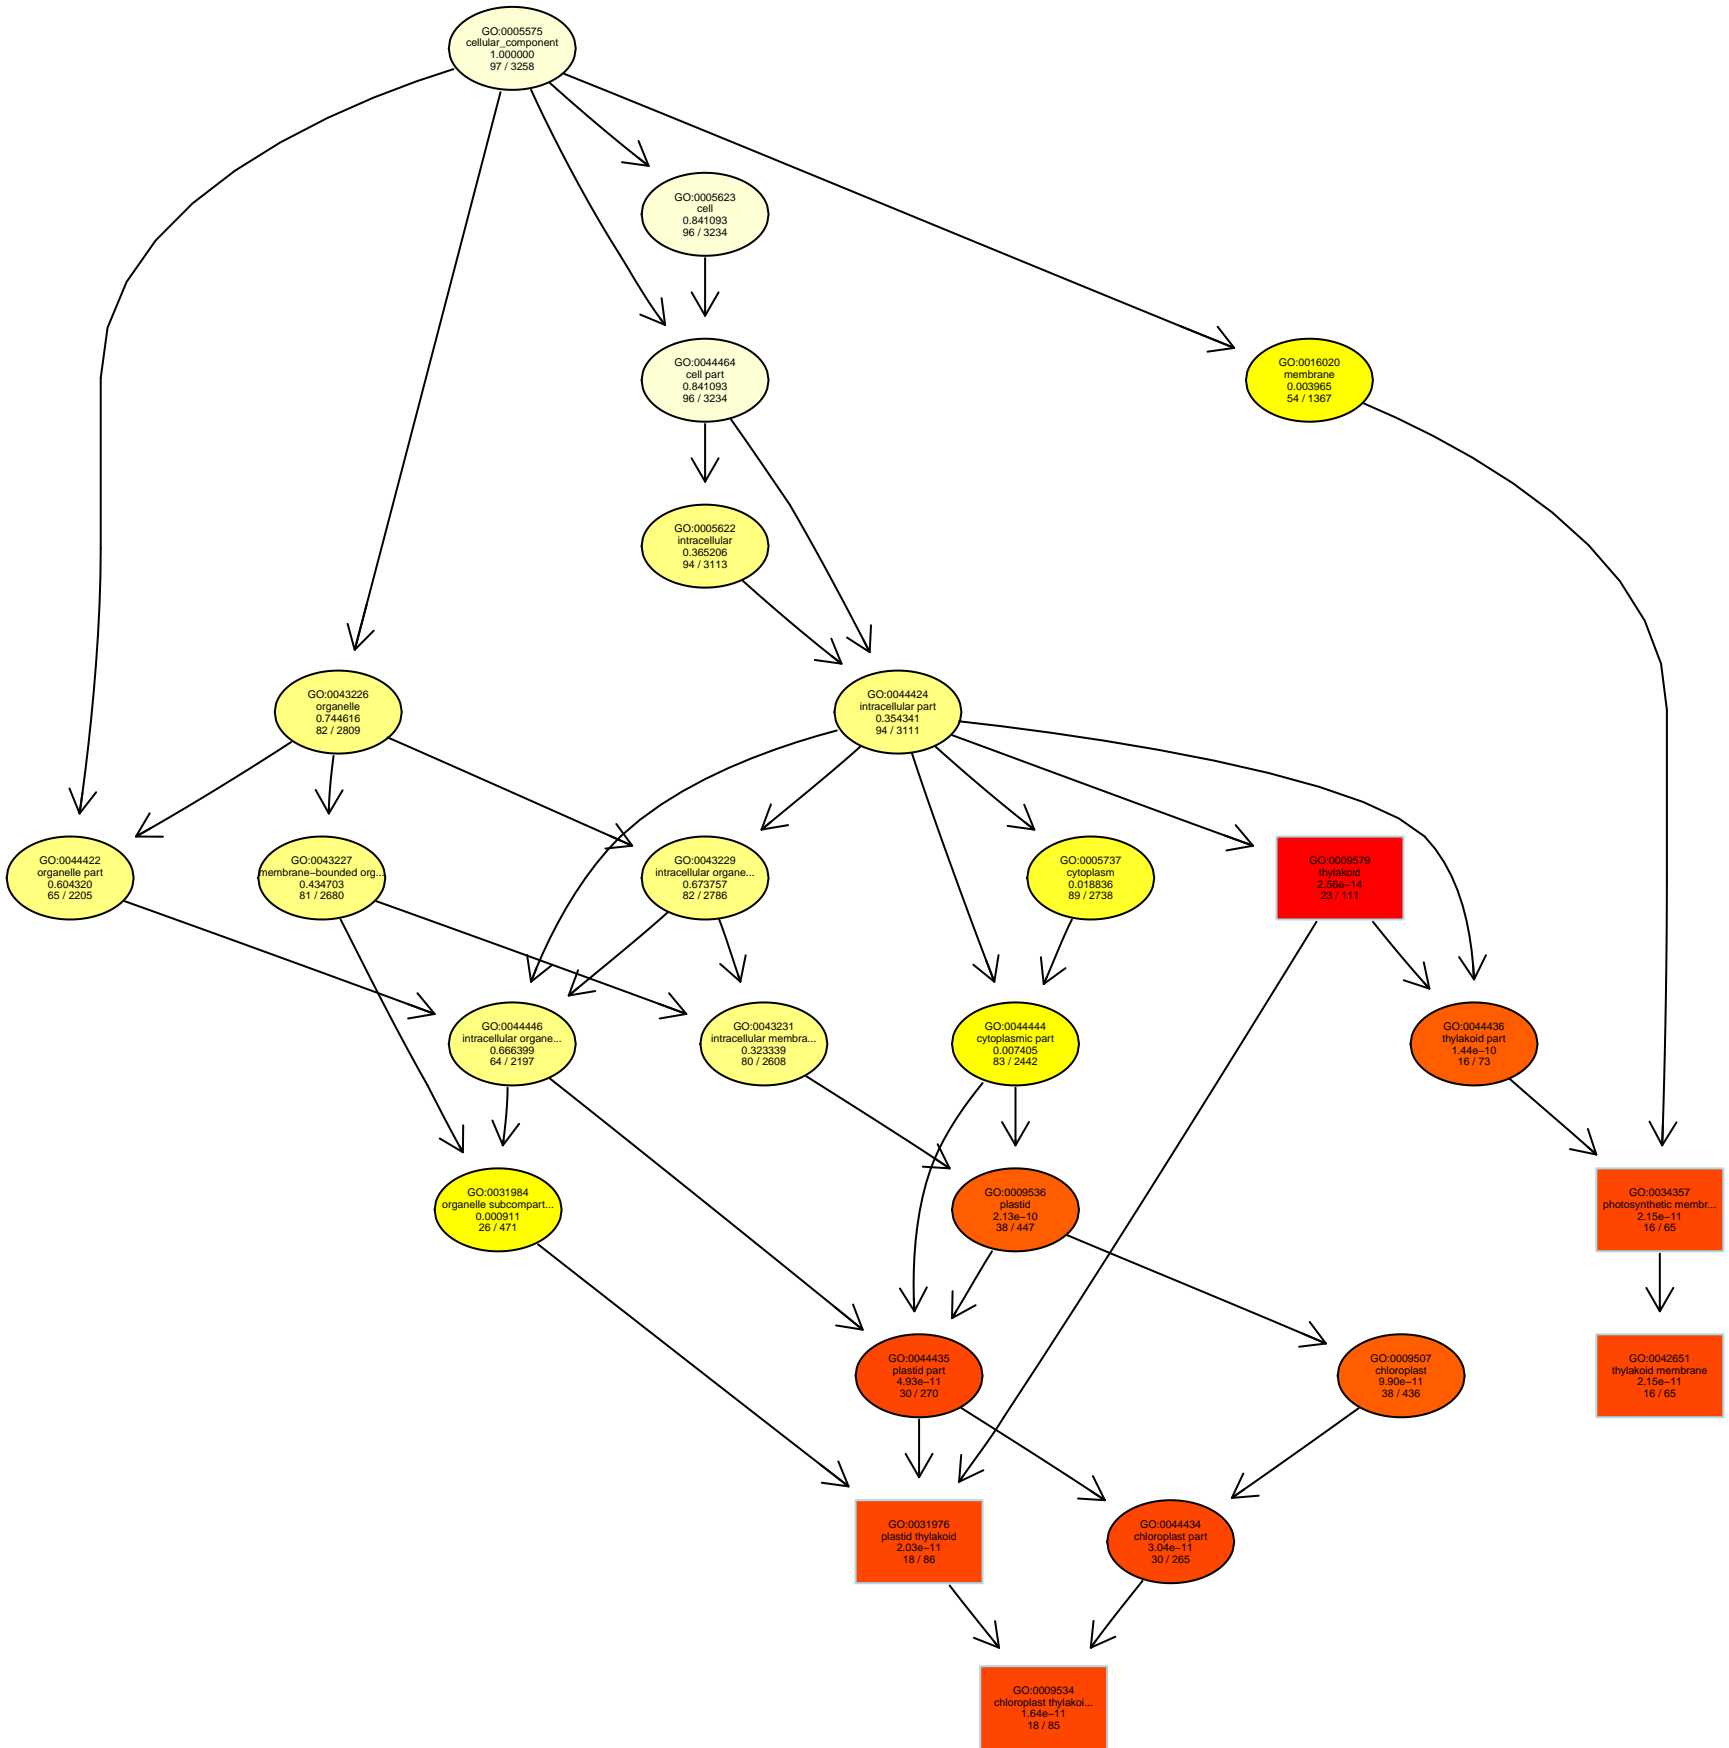 GO:0005575
cellular_component
1.000000
97 / 3258
GO:0005623
cell
0.841093
96 / 3234
GO:0044464
cell part
0.841093
96 / 3234
GO:0016020
membrane
0.003965
54 / 1367
GO:0005622
intracellular
0.365206
94 / 3113
GO:0043226
organelle
0.744616
82 / 2809
GO:0044424
intracellular part
0.354341
94 / 3111
GO:0044422
organelle part
0.604320
65 / 2205
GO:0043227
membrane−bounded org...
0.434703
81 / 2680
GO:0043229
intracellular organe...
0.673757
82 / 2786
GO:0005737
cytoplasm
0.018836
89 / 2738
GO:0009579
thylakoid
2.56e−14
23 / 111
GO:0044446
intracellular organe...
0.666399
64 / 2197
GO:0043231
intracellular membra...
0.323339
80 / 2608
GO:0044444
cytoplasmic part
0.007405
83 / 2442
GO:0044436
thylakoid part
1.44e−10
16 / 73
GO:0031984
organelle subcompart...
0.000911
26 / 471
GO:0009536
plastid
2.13e−10
38 / 447
GO:0034357
photosynthetic membr...
2.15e−11
16 / 65
GO:0044435
plastid part
4.93e−11
30 / 270
GO:0009507
chloroplast
9.90e−11
38 / 436
GO:0042651
thylakoid membrane
2.15e−11
16 / 65
GO:0031976
plastid thylakoid
2.03e−11
18 / 86
GO:0044434
chloroplast part
3.04e−11
30 / 265
GO:0009534
chloroplast thylakoi...
1.64e−11
18 / 85